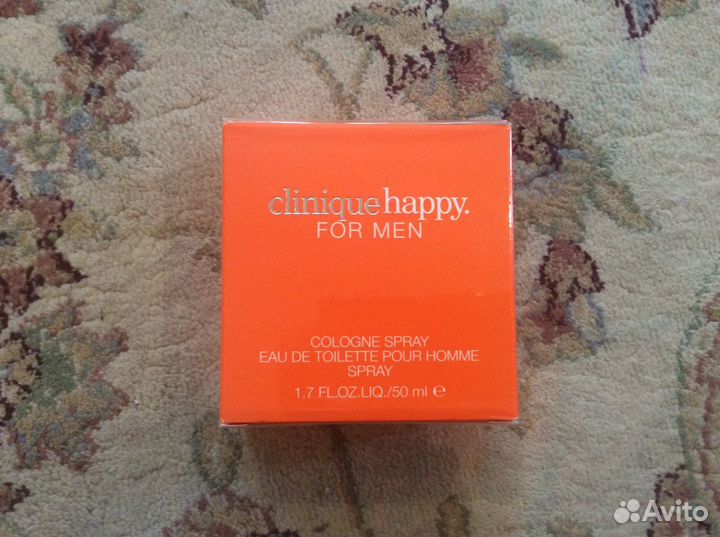 clinique happy.
FOR MEN
COLOGNE SPRAY
EAU DE TOILETTE POUR HOMME
SPRAY
1.7 FL.OZ.LIQ./50 ml ℮
Avito